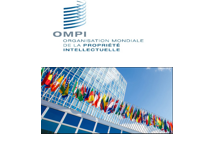 OMPI
ORGANISATION MONDIALE
DE LA PROPRIÉTÉ
INTELLECTUELLE